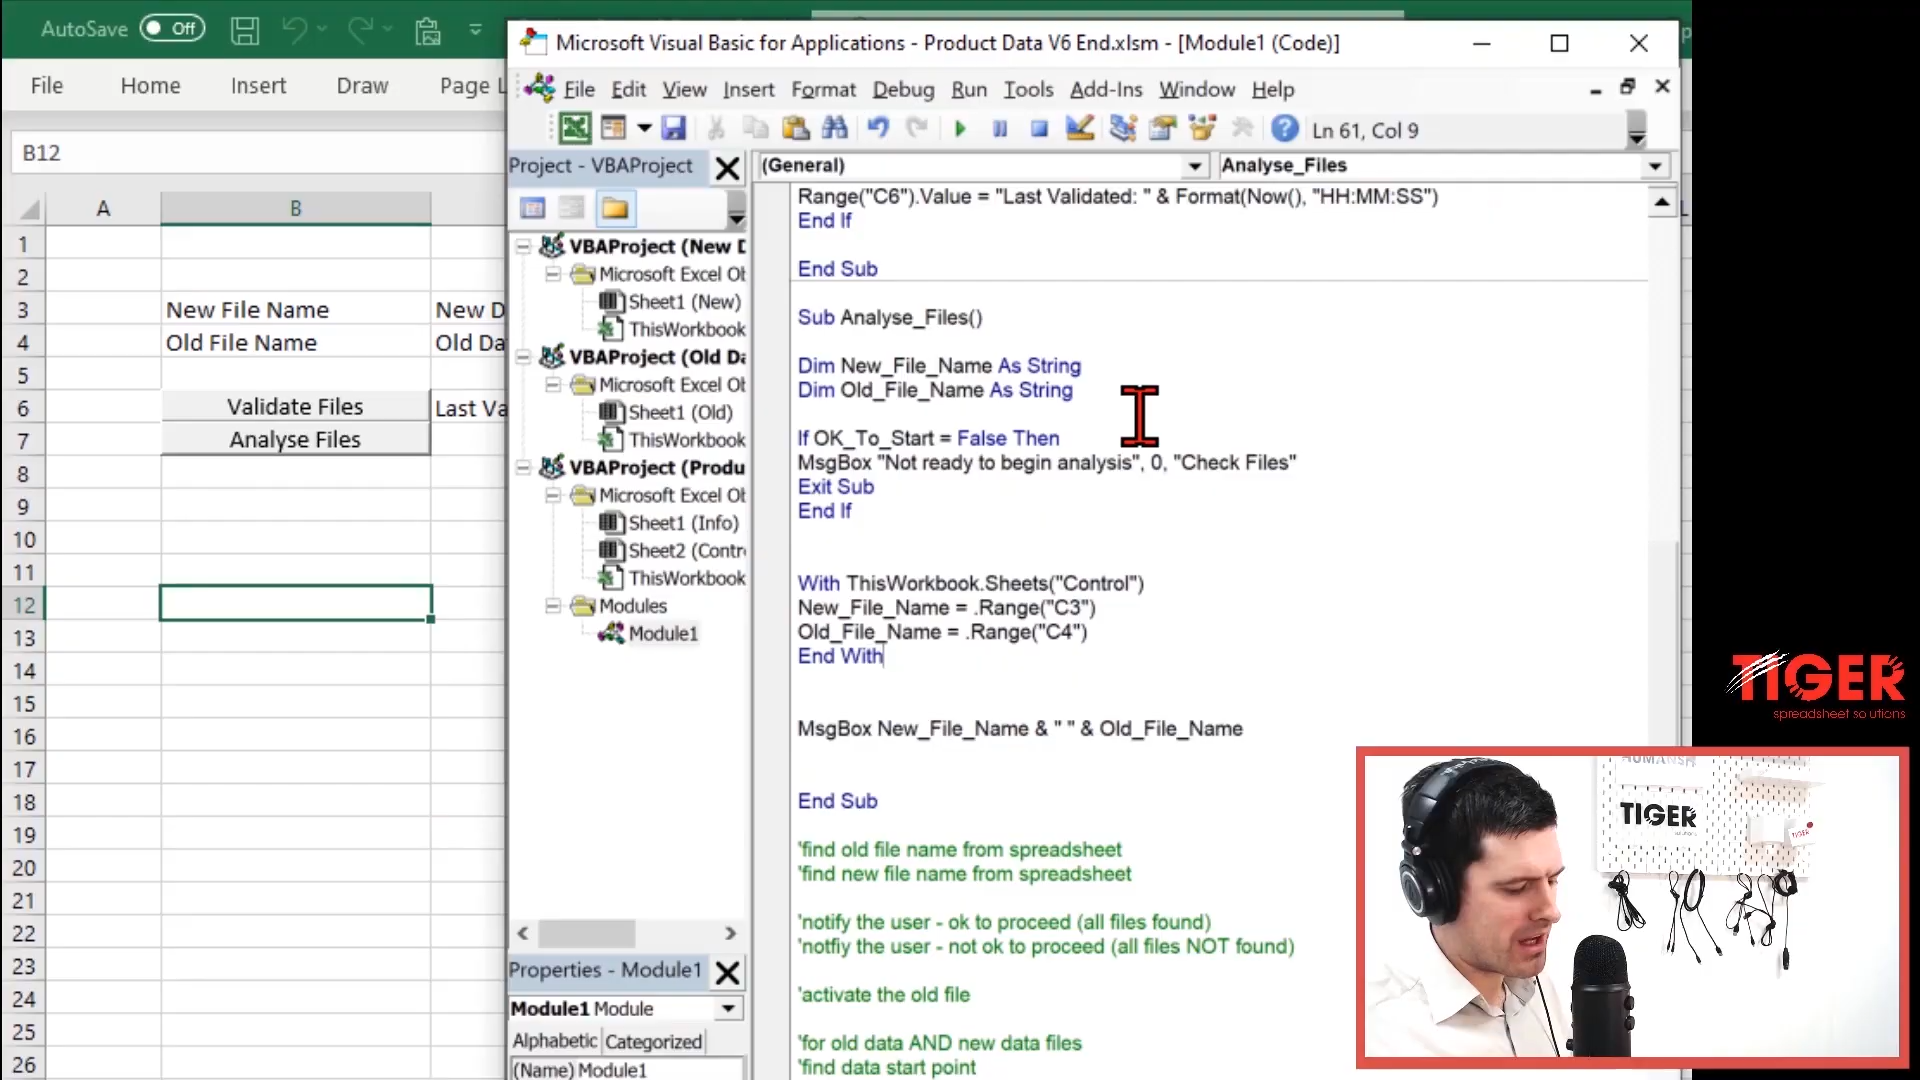 AutoSave Off
File Home Insert Draw Page L
B12
A B
1
2
3 New File Name New D
4 Old File Name Old Da
5
6 Validate Files Last Va
7 Analyse Files
8
9
10
11
12
13
14
15
16
17
18
19
20
21
22
23
24
25
26
Microsoft Visual Basic for Applications - Product Data V6 End.xlsm - [Module1 (Code)]
File Edit View Insert Format Debug Run Tools Add-Ins Window Help
Ln 61, Col 9
Project - VBAProject
VBAProject (New D
Microsoft Excel Ob
Sheet1 (New)
ThisWorkbook
VBAProject (Old Da
Microsoft Excel Ob
Sheet1 (Old)
ThisWorkbook
VBAProject (Produ
Microsoft Excel Ob
Sheet1 (Info)
Sheet2 (Contr
ThisWorkbook
Modules
Module1
Properties - Module1
Module1 Module
Alphabetic Categorized
(Name) Module1
(General) Analyse_Files
Range("C6").Value = "Last Validated: " & Format(Now(), "HH:MM:SS")
End If
End Sub
Sub Analyse_Files()
Dim New_File_Name As String
Dim Old_File_Name As String
If OK_To_Start = False Then
MsgBox "Not ready to begin analysis", 0, "Check Files"
Exit Sub
End If
With ThisWorkbook.Sheets("Control")
New_File_Name = .Range("C3")
Old_File_Name = .Range("C4")
End With
MsgBox New_File_Name & " " & Old_File_Name
End Sub
'find old file name from spreadsheet
'find new file name from spreadsheet
'notify the user - ok to proceed (all files found)
'notfiy the user - not ok to proceed (all files NOT found)
'activate the old file
'for old data AND new data files
'find data start point
TIGER
spreadsheet solutions
TIGER
TIGER